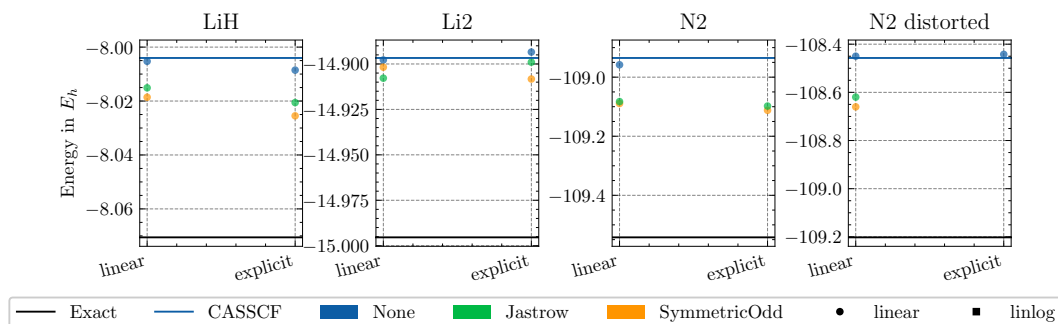 LiH
Li2
N2
N2 distorted
Energy in E_h
−8.00
−8.02
−8.04
−8.06
−14.900
−14.925
−14.950
−14.975
−15.000
−109.0
−109.2
−109.4
−108.4
−108.6
−108.8
−109.0
−109.2
linear
explicit
linear
explicit
linear
explicit
linear
explicit
Exact
CASSCF
None
Jastrow
SymmetricOdd
linear
linlog